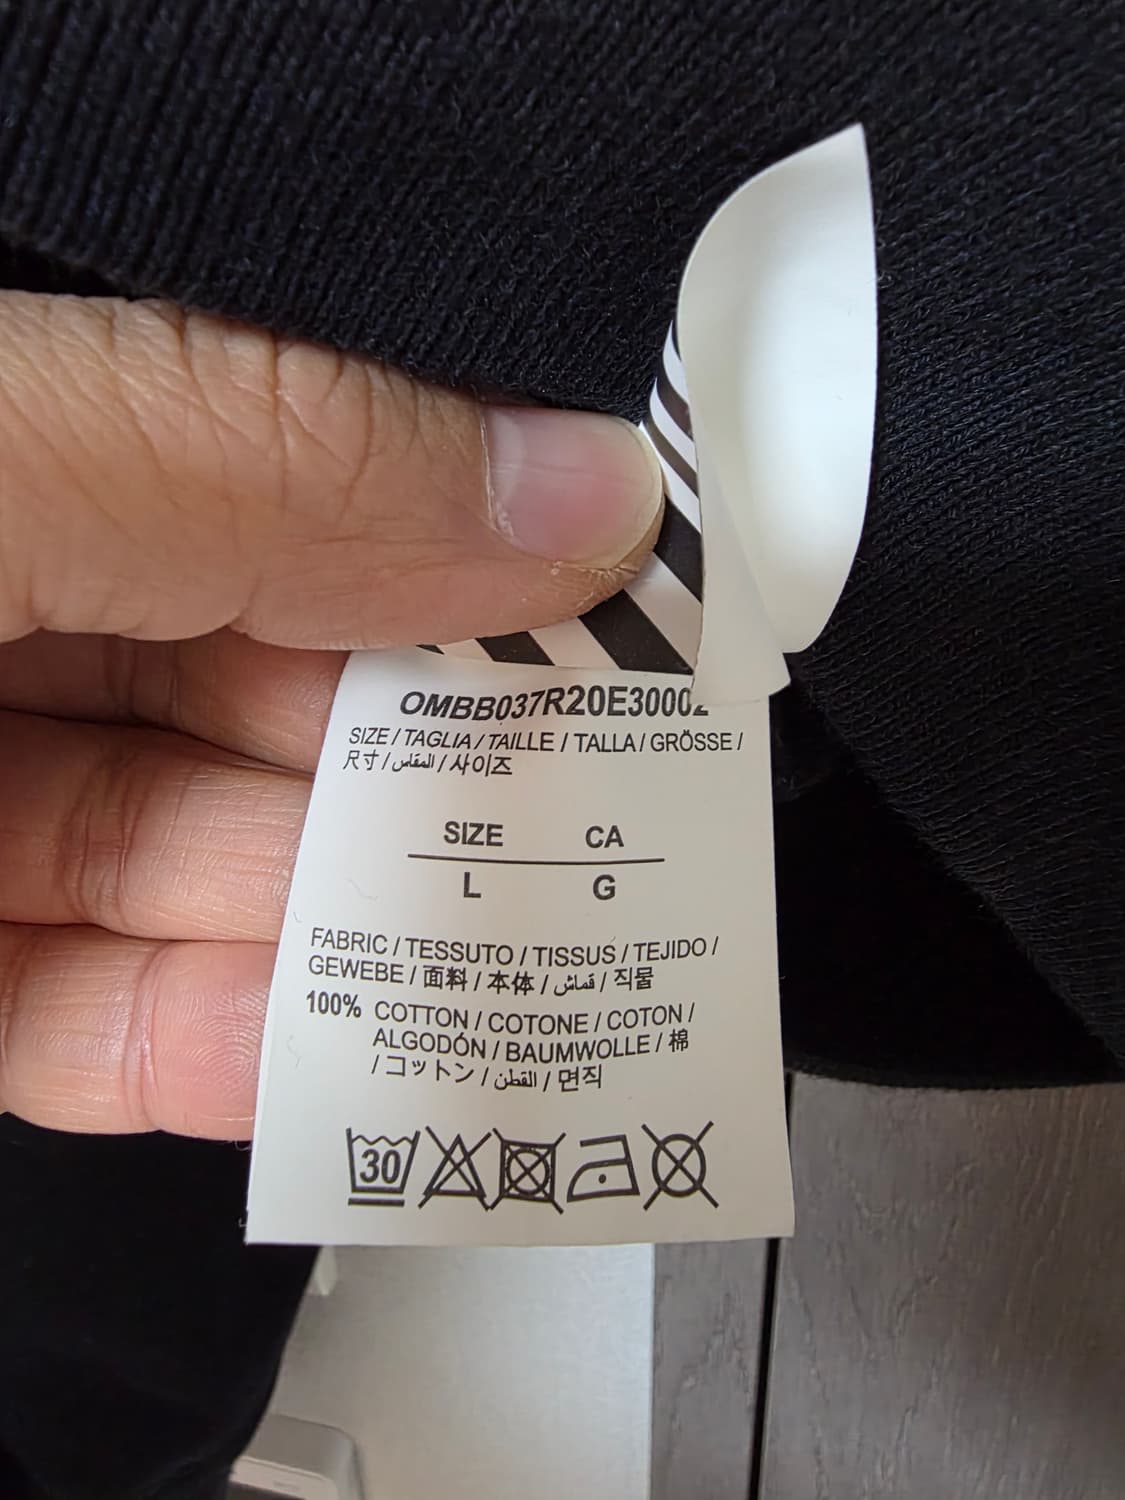 OMBB037R20E30002
SIZE / TAGLIA / TAILLE / TALLA / GRÖSSE /
尺寸 / المقاس / 사이즈
SIZE CA
L G
FABRIC / TESSUTO / TISSUS / TEJIDO /
GEWEBE / 面料 / 本体 / قماش / 직물
100% COTTON / COTONE / COTON /
ALGODÓN / BAUMWOLLE / 棉
/ コットン / القطن / 면직
30